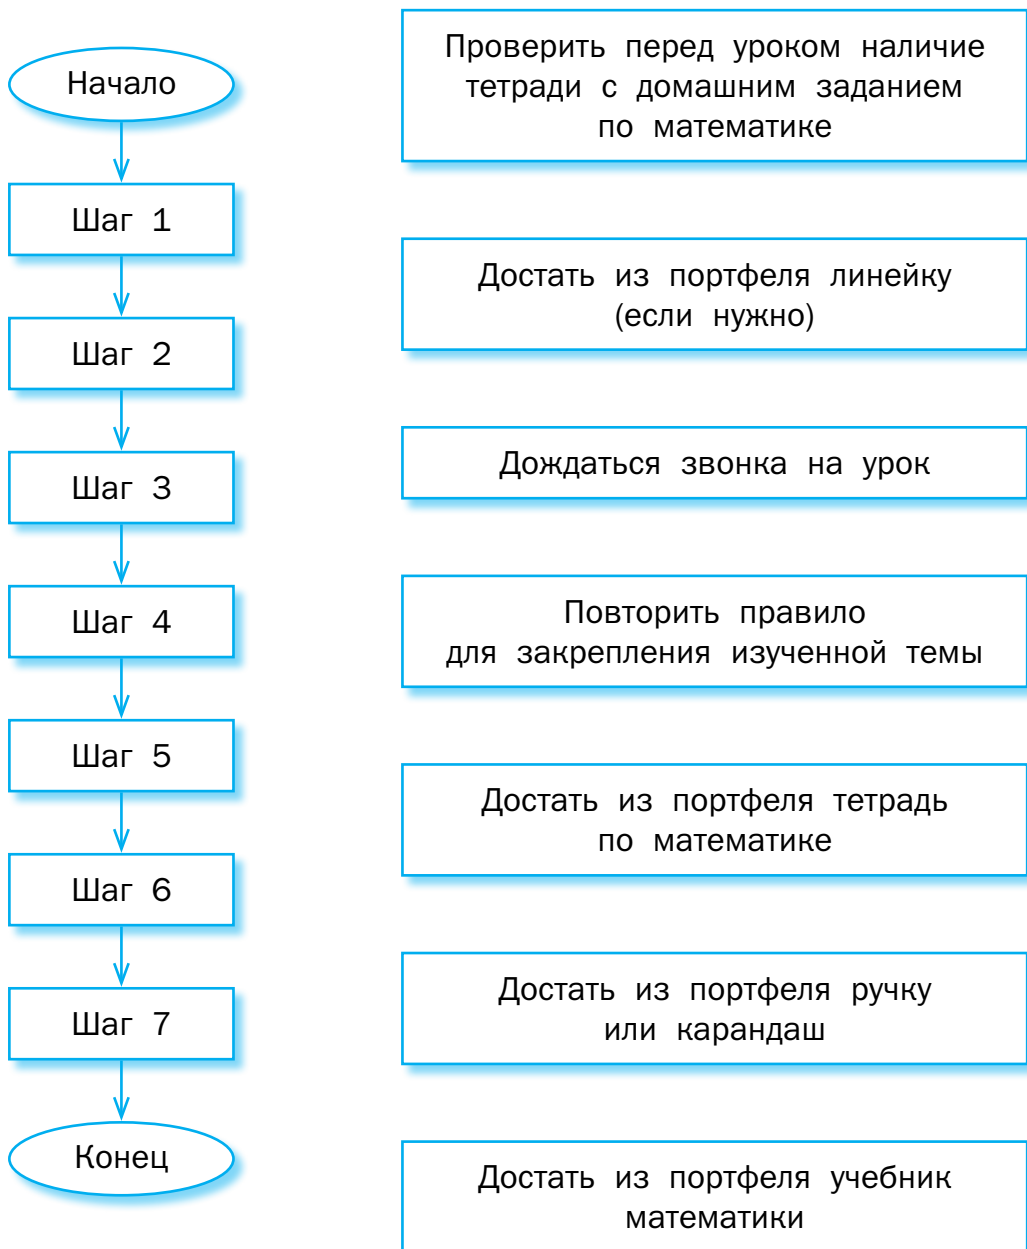 Начало
Шаг 1
Шаг 2
Шаг 3
Шаг 4
Шаг 5
Шаг 6
Шаг 7
Конец
Проверить перед уроком наличие
тетради с домашним заданием
по математике
Достать из портфеля линейку
(если нужно)
Дождаться звонка на урок
Повторить правило
для закрепления изученной темы
Достать из портфеля тетрадь
по математике
Достать из портфеля ручку
или карандаш
Достать из портфеля учебник
математики